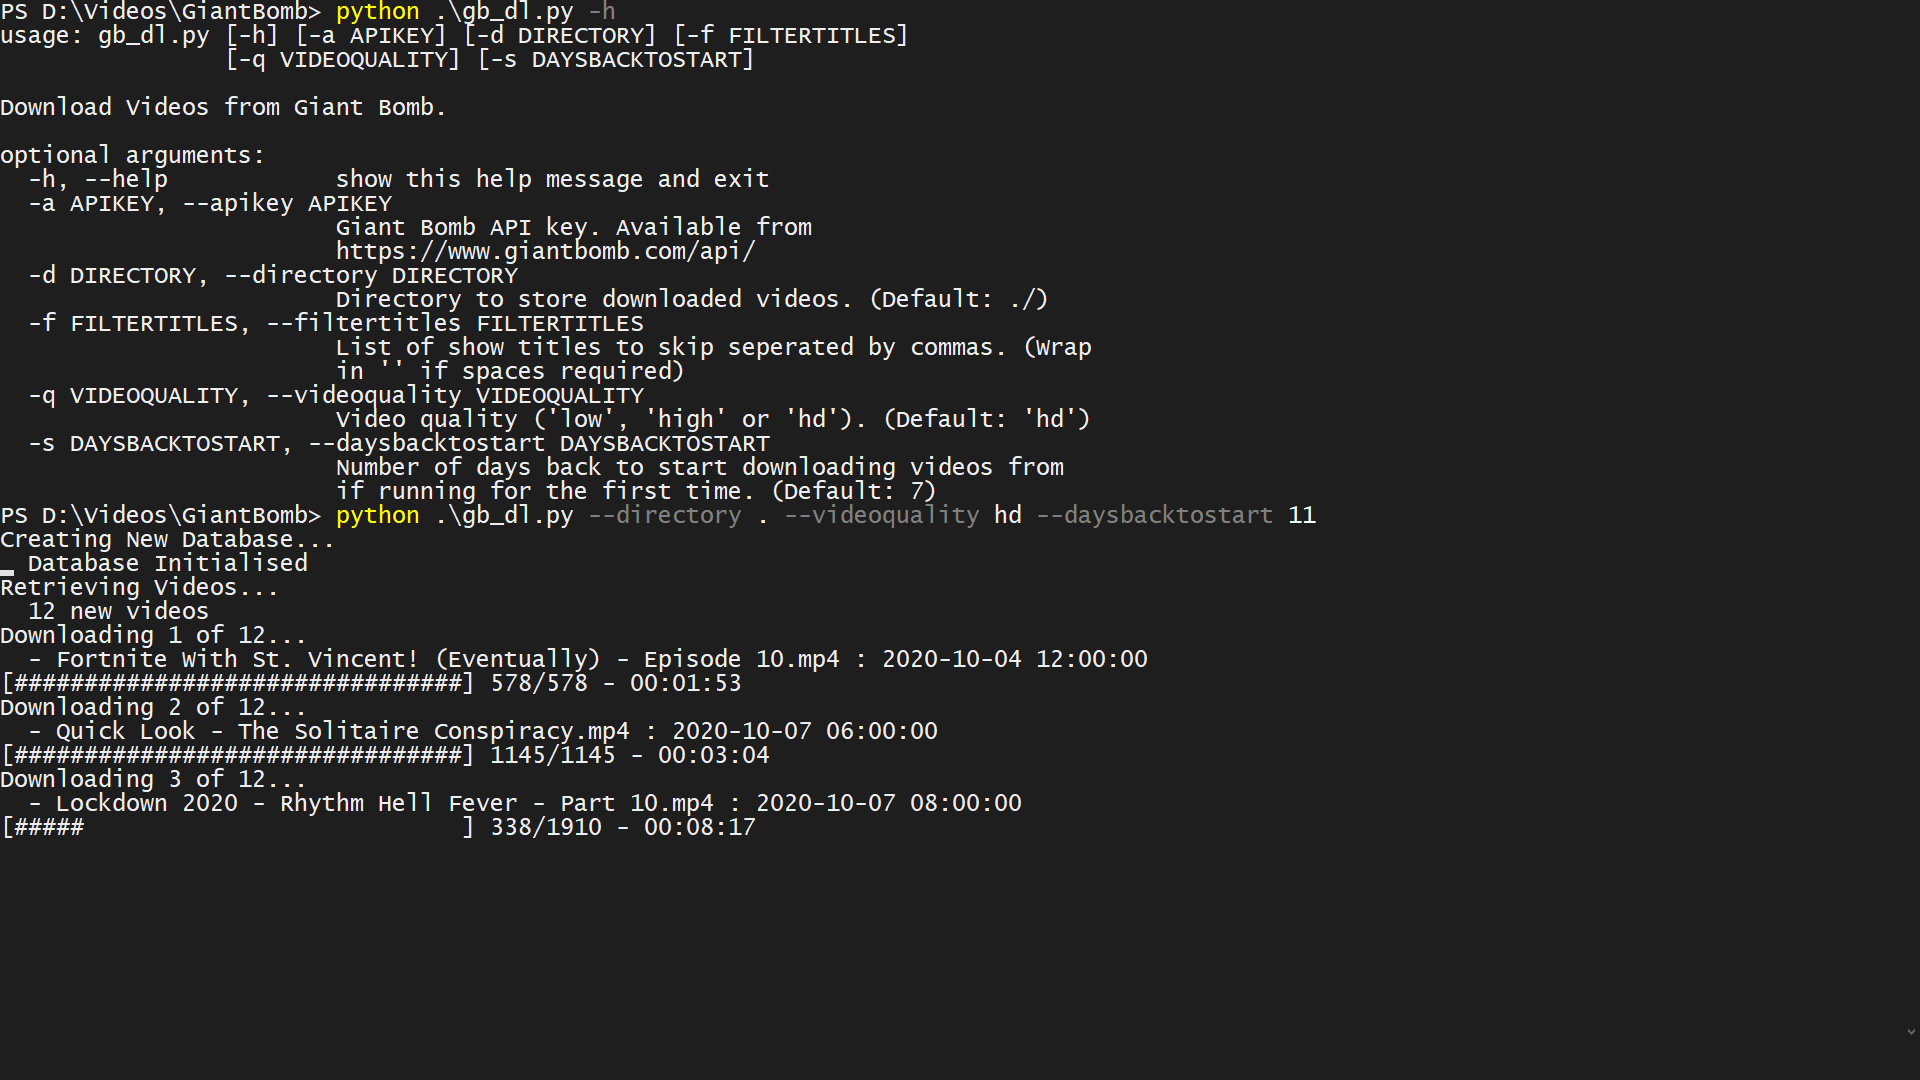 PS D:\Videos\GiantBomb> python .\gb_dl.py -h
usage: gb_dl.py [-h] [-a APIKEY] [-d DIRECTORY] [-f FILTERTITLES]
                [-q VIDEOQUALITY] [-s DAYSBACKTOSTART]

Download Videos from Giant Bomb.

optional arguments:
  -h, --help            show this help message and exit
  -a APIKEY, --apikey APIKEY
                        Giant Bomb API key. Available from
                        https://www.giantbomb.com/api/
  -d DIRECTORY, --directory DIRECTORY
                        Directory to store downloaded videos. (Default: ./)
  -f FILTERTITLES, --filtertitles FILTERTITLES
                        List of show titles to skip seperated by commas. (Wrap
                        in '' if spaces required)
  -q VIDEOQUALITY, --videoquality VIDEOQUALITY
                        Video quality ('low', 'high' or 'hd'). (Default: 'hd')
  -s DAYSBACKTOSTART, --daysbacktostart DAYSBACKTOSTART
                        Number of days back to start downloading videos from
                        if running for the first time. (Default: 7)
PS D:\Videos\GiantBomb> python .\gb_dl.py --directory . --videoquality hd --daysbacktostart 11
Creating New Database...
  Database Initialised
Retrieving Videos...
  12 new videos
Downloading 1 of 12...
  - Fortnite With St. Vincent! (Eventually) - Episode 10.mp4 : 2020-10-04 12:00:00
[################################] 578/578 - 00:01:53
Downloading 2 of 12...
  - Quick Look - The Solitaire Conspiracy.mp4 : 2020-10-07 06:00:00
[################################] 1145/1145 - 00:03:04
Downloading 3 of 12...
  - Lockdown 2020 - Rhythm Hell Fever - Part 10.mp4 : 2020-10-07 08:00:00
[#####                           ] 338/1910 - 00:08:17